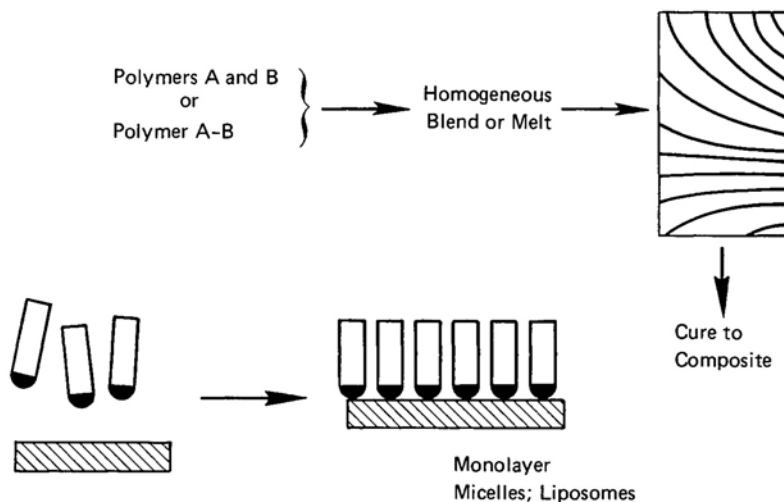 Polymers A and B
or
Polymer A-B
Homogeneous
Blend or Melt
Cure to
Composite
Monolayer
Micelles; Liposomes